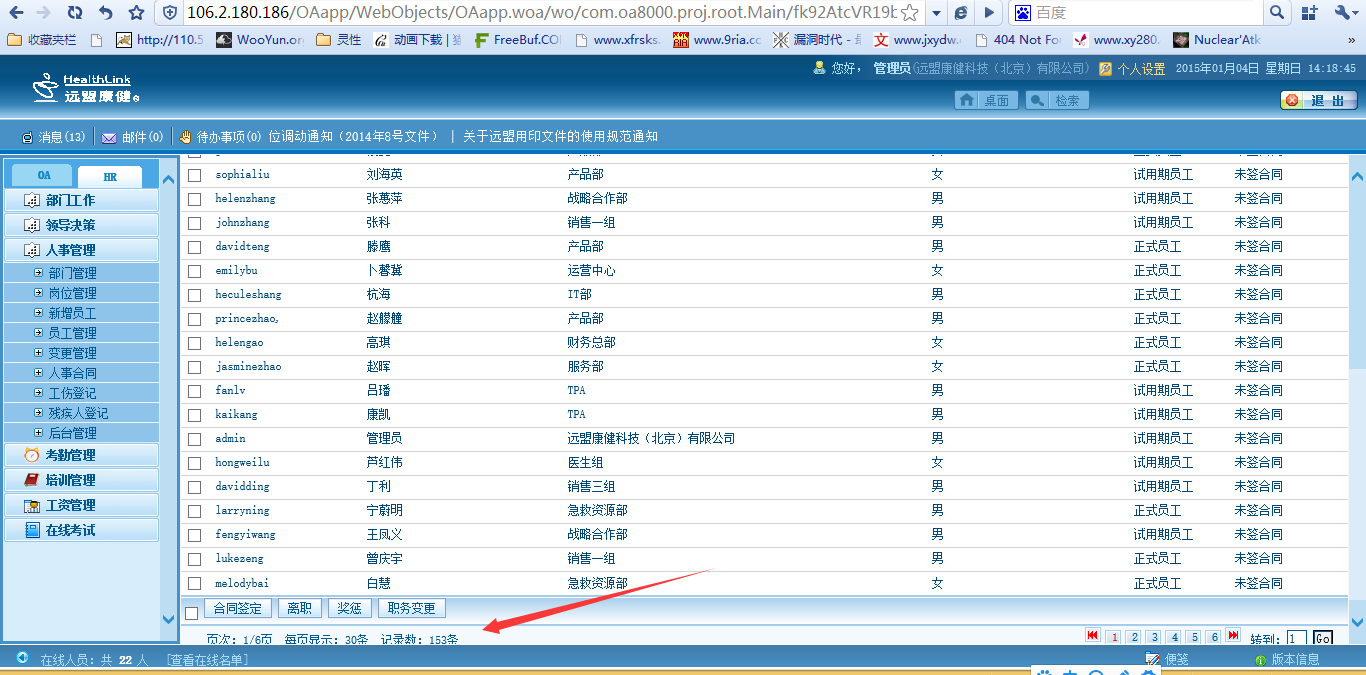 106.2.180.186/OAapp/WebObjects/OAapp.woa/wo/com.oa8000.proj.root.Main/fk92AtcVR19b 百度
收藏夹栏 http://110.5 WooYun.or 灵性 动画下载 | 猫 FreeBuf.CO www.xfrsks. www.9ria.cc 漏洞时代 - 最 www.jxydw. 404 Not Fo www.xy280. Nuclear'Atk »
HealthLink
远盟康健
您好, 管理员(远盟康健科技（北京）有限公司) 个人设置 2015年01月04日 星期日 14:18:45
桌面 检索 退 出
消息(13) 邮件(0) 待办事项(0) 位调动通知（2014年8号文件） | 关于远盟用印文件的使用规范通知
OA HR
部门工作
领导决策
人事管理
部门管理
岗位管理
新增员工
员工管理
变更管理
人事合同
工伤登记
残疾人登记
后台管理
考勤管理
培训管理
工资管理
在线考试
sophialiu 刘海英 产品部 女 试用期员工 未签合同
helenzhang 张蕙萍 战略合作部 男 试用期员工 未签合同
johnzhang 张科 销售一组 男 试用期员工 未签合同
davidteng 滕鹰 产品部 男 正式员工 未签合同
emilybu 卜馨冀 运营中心 女 正式员工 未签合同
heculeshang 杭海 IT部 男 正式员工 未签合同
princezhao, 赵艨艟 产品部 男 正式员工 未签合同
helengao 高琪 财务总部 女 正式员工 未签合同
jasminezhao 赵晖 服务部 女 正式员工 未签合同
fanlv 吕璠 TPA 男 试用期员工 未签合同
kaikang 康凯 TPA 男 试用期员工 未签合同
admin 管理员 远盟康健科技（北京）有限公司 男 试用期员工 未签合同
hongweilu 芦红伟 医生组 女 试用期员工 未签合同
davidding 丁利 销售三组 男 试用期员工 未签合同
larryning 宁蔚明 急救资源部 男 正式员工 未签合同
fengyiwang 王凤义 战略合作部 男 试用期员工 未签合同
lukezeng 曾庆宇 销售一组 男 正式员工 未签合同
melodybai 白慧 急救资源部 女 正式员工 未签合同
合同签定 离职 奖惩 职务变更
页次: 1/6页 每页显示: 30条 记录数: 153条 1 2 3 4 5 6 转到: 1 Go
在线人员: 共 22 人 [查看在线名单] 便笺 版本信息